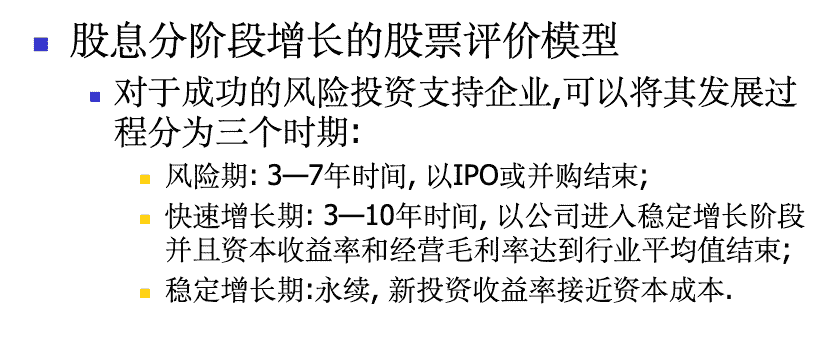 股息分阶段增长的股票评价模型
对于成功的风险投资支持企业,可以将其发展过
程分为三个时期:
风险期: 3—7年时间, 以IPO或并购结束;
快速增长期: 3—10年时间, 以公司进入稳定增长阶段
并且资本收益率和经营毛利率达到行业平均值结束;
稳定增长期:永续, 新投资收益率接近资本成本.